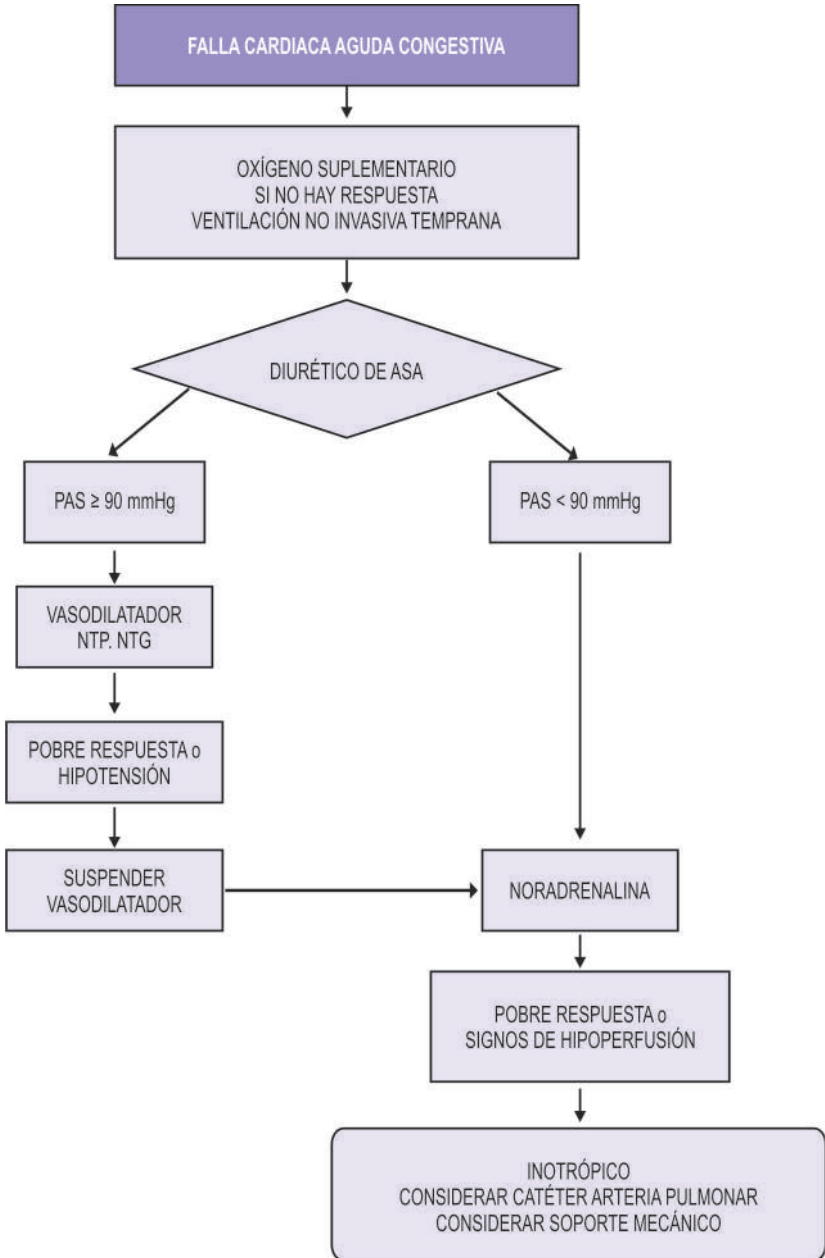 FALLA CARDIACA AGUDA CONGESTIVA
OXÍGENO SUPLEMENTARIO
SI NO HAY RESPUESTA
VENTILACIÓN NO INVASIVA TEMPRANA
DIURÉTICO DE ASA
PAS ≥ 90 mmHg
PAS < 90 mmHg
VASODILATADOR
NTP. NTG
POBRE RESPUESTA o
HIPOTENSIÓN
SUSPENDER
VASODILATADOR
NORADRENALINA
POBRE RESPUESTA o
SIGNOS DE HIPOPERFUSIÓN
INOTRÓPICO
CONSIDERAR CATÉTER ARTERIA PULMONAR
CONSIDERAR SOPORTE MECÁNICO